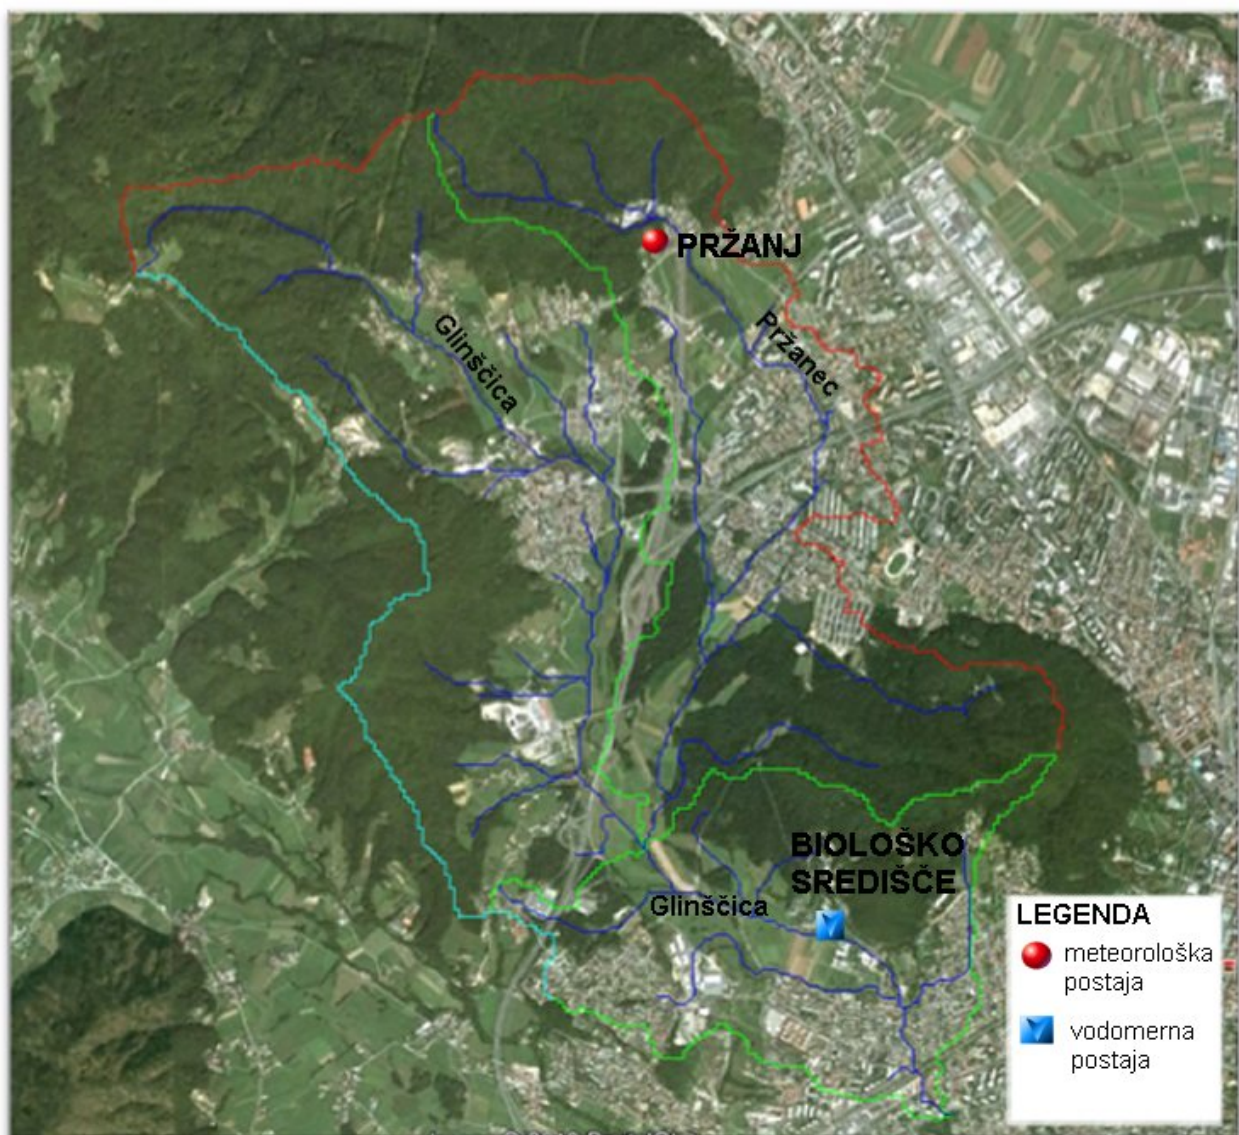 PRŽANJ
Pržanec
Glinščica
BIOLOŠKO
SREDIŠČE
Glinščica
LEGENDA
meteorološka
postaja
vodomerna
postaja